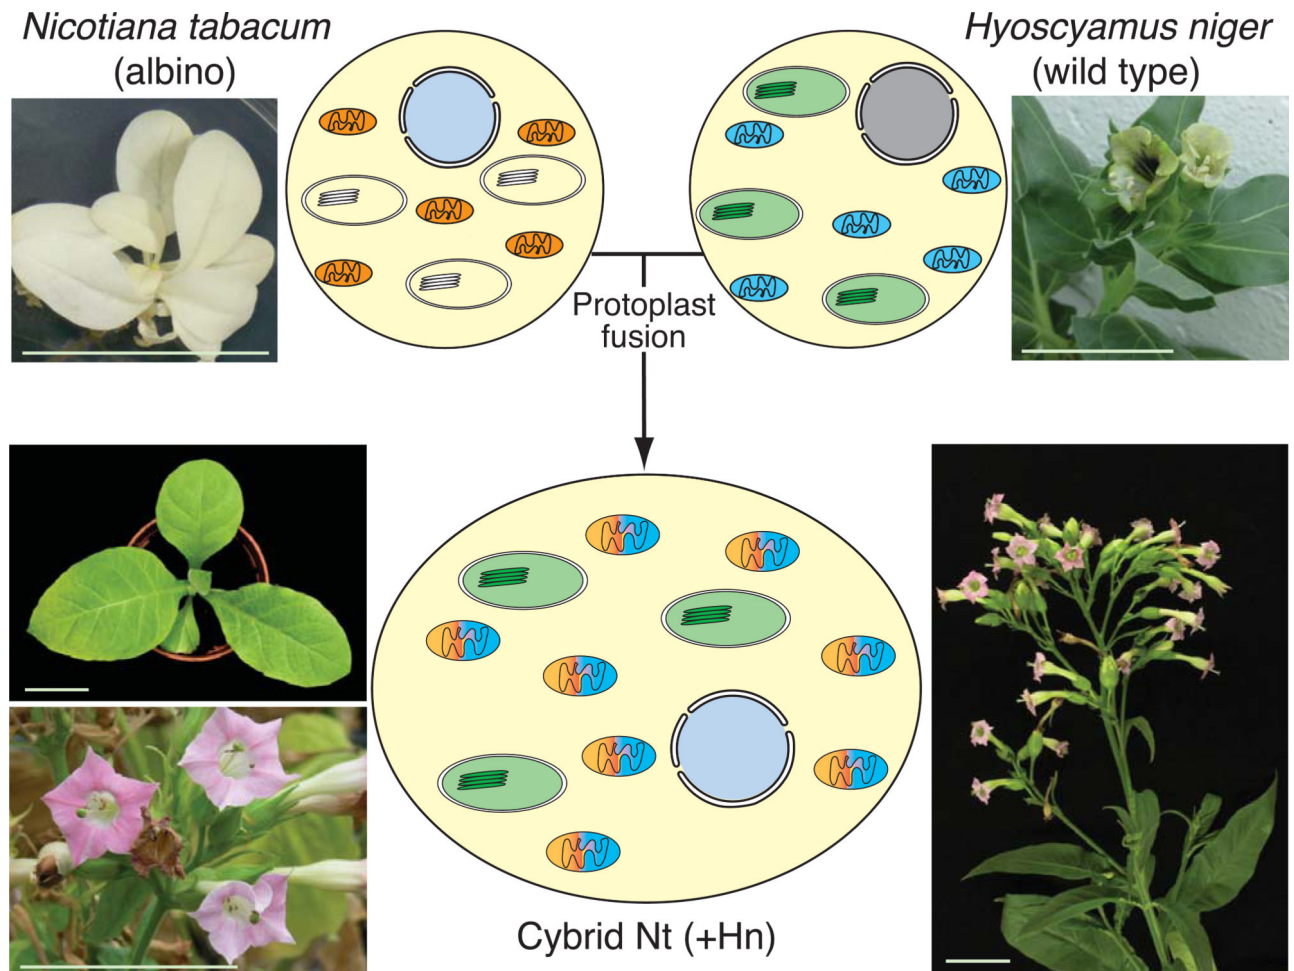 Nicotiana tabacum
(albino)
Hyoscyamus niger
(wild type)
Protoplast
fusion
Cybrid Nt (+Hn)